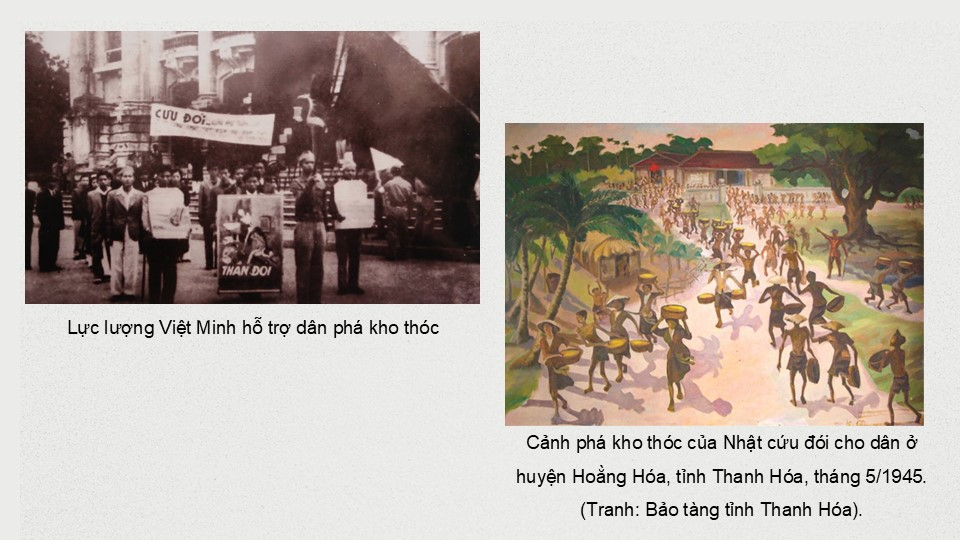 CỨU ĐÓI
THẦN ĐÓI
Lực lượng Việt Minh hỗ trợ dân phá kho thóc
Cảnh phá kho thóc của Nhật cứu đói cho dân ở
huyện Hoằng Hóa, tỉnh Thanh Hóa, tháng 5/1945.
(Tranh: Bảo tàng tỉnh Thanh Hóa).